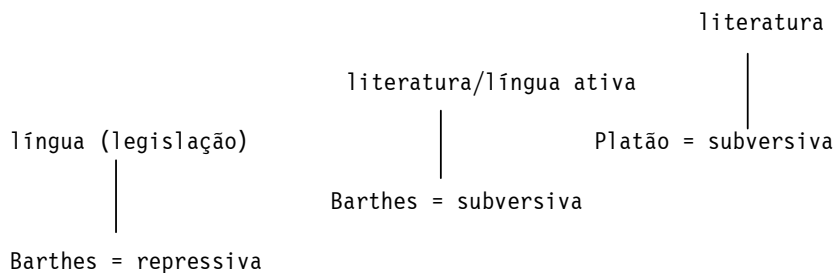 literatura
literatura/língua ativa
língua (legislação)
Platão = subversiva
Barthes = subversiva
Barthes = repressiva